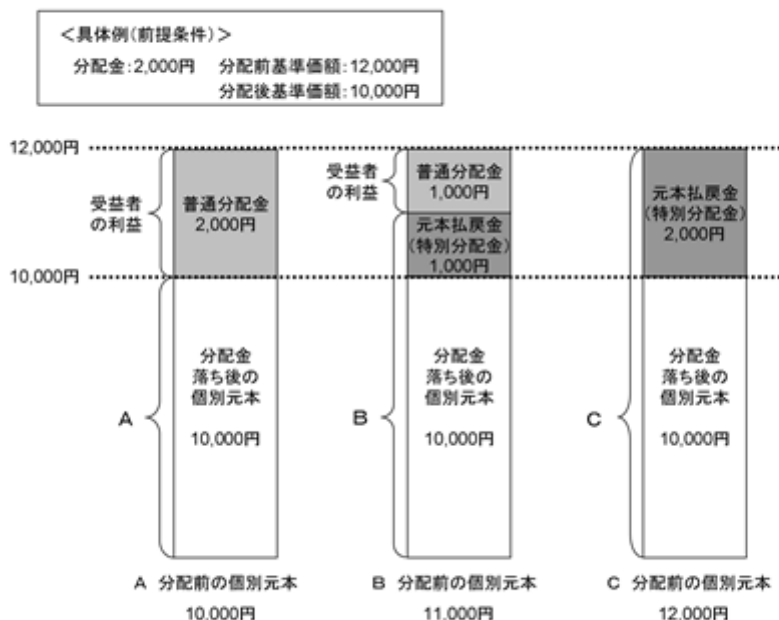 ＜具体例(前提条件)＞
分配金:2,000円 分配前基準価額:12,000円
分配後基準価額:10,000円
12,000円
受益者
の利益
普通分配金
2,000円
10,000円
A
分配金
落ち後の
個別元本
10,000円
A 分配前の個別元本
10,000円
受益者
の利益
普通分配金
1,000円
元本払戻金
(特別分配金)
1,000円
B
分配金
落ち後の
個別元本
10,000円
B 分配前の個別元本
11,000円
元本払戻金
(特別分配金)
2,000円
C
分配金
落ち後の
個別元本
10,000円
C 分配前の個別元本
12,000円